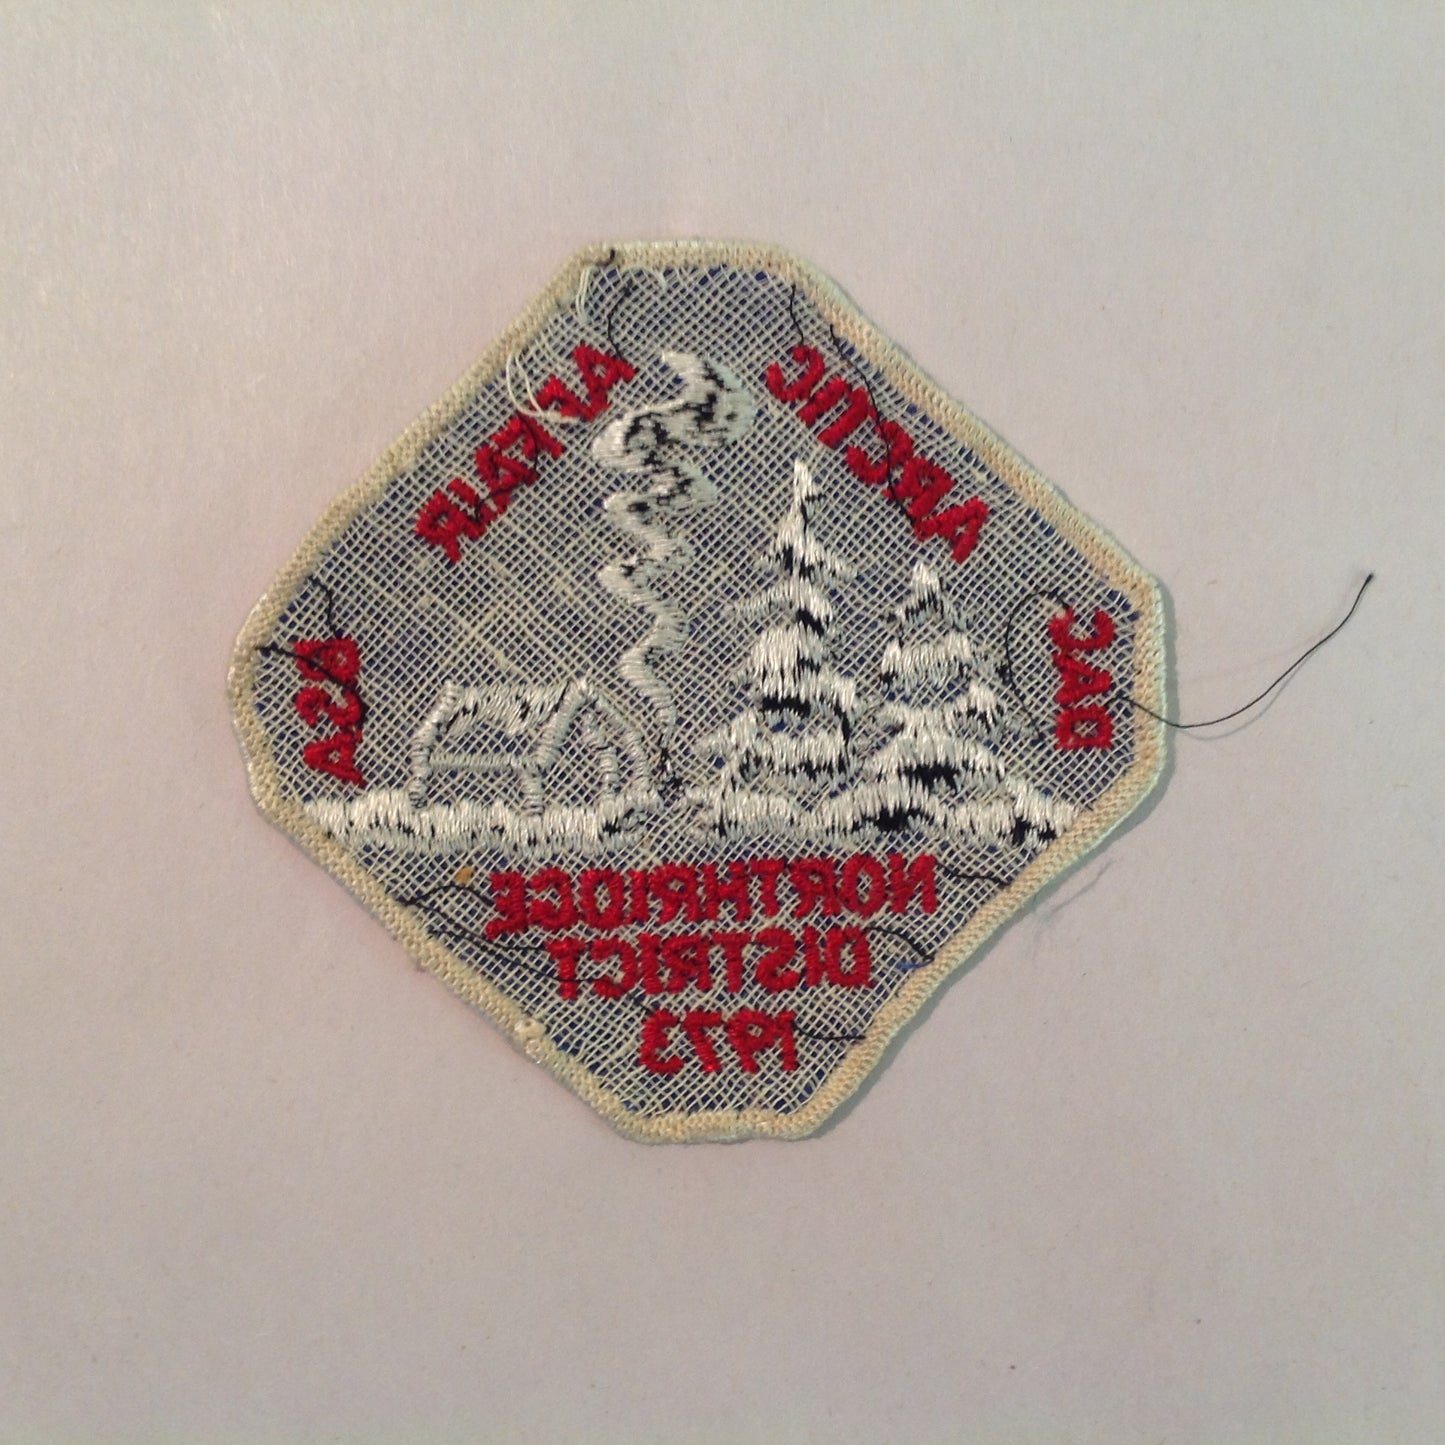 ARCTIC
AFFAIR
DAC
BSA
NORTHRIDGE
DISTRICT
1973